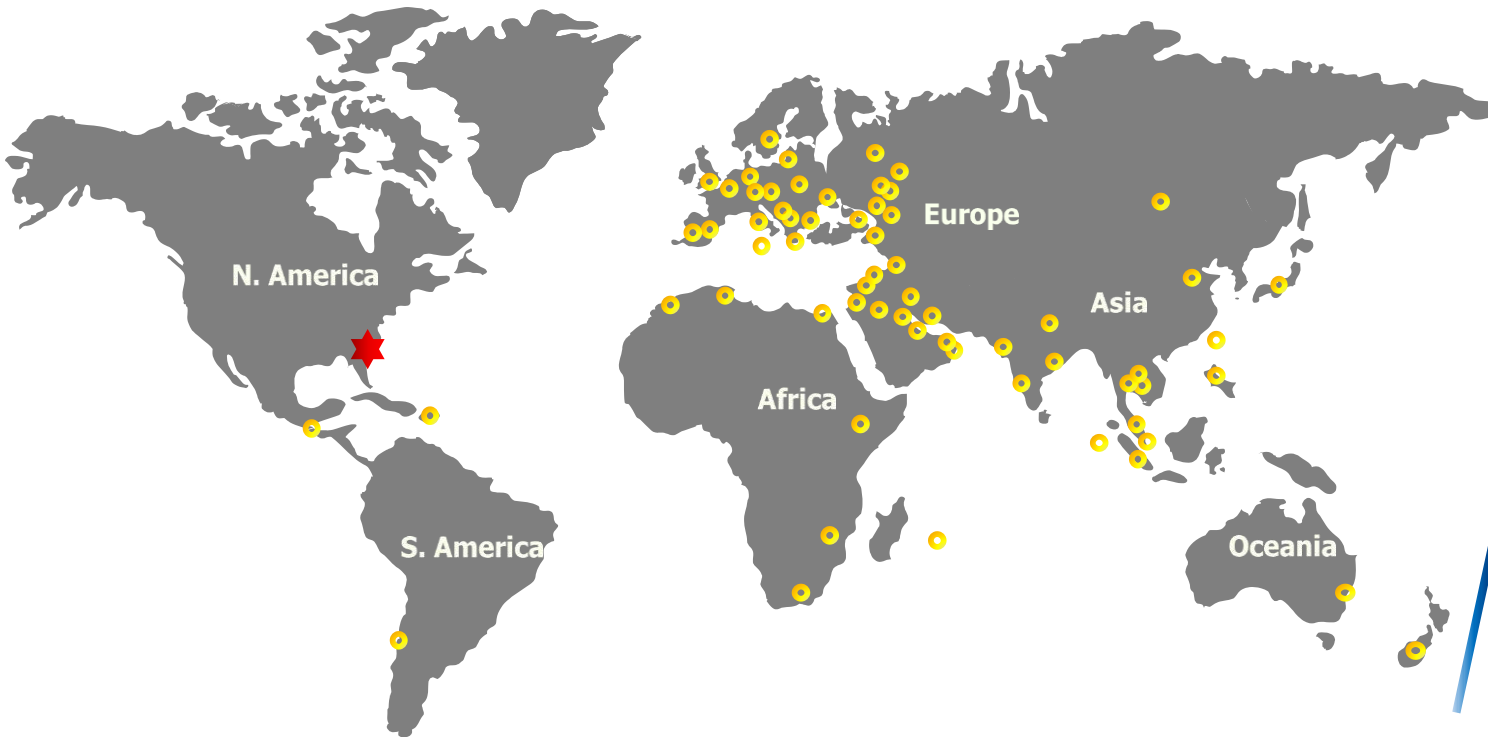 Europe
N. America
Asia
Africa
S. America
Oceania